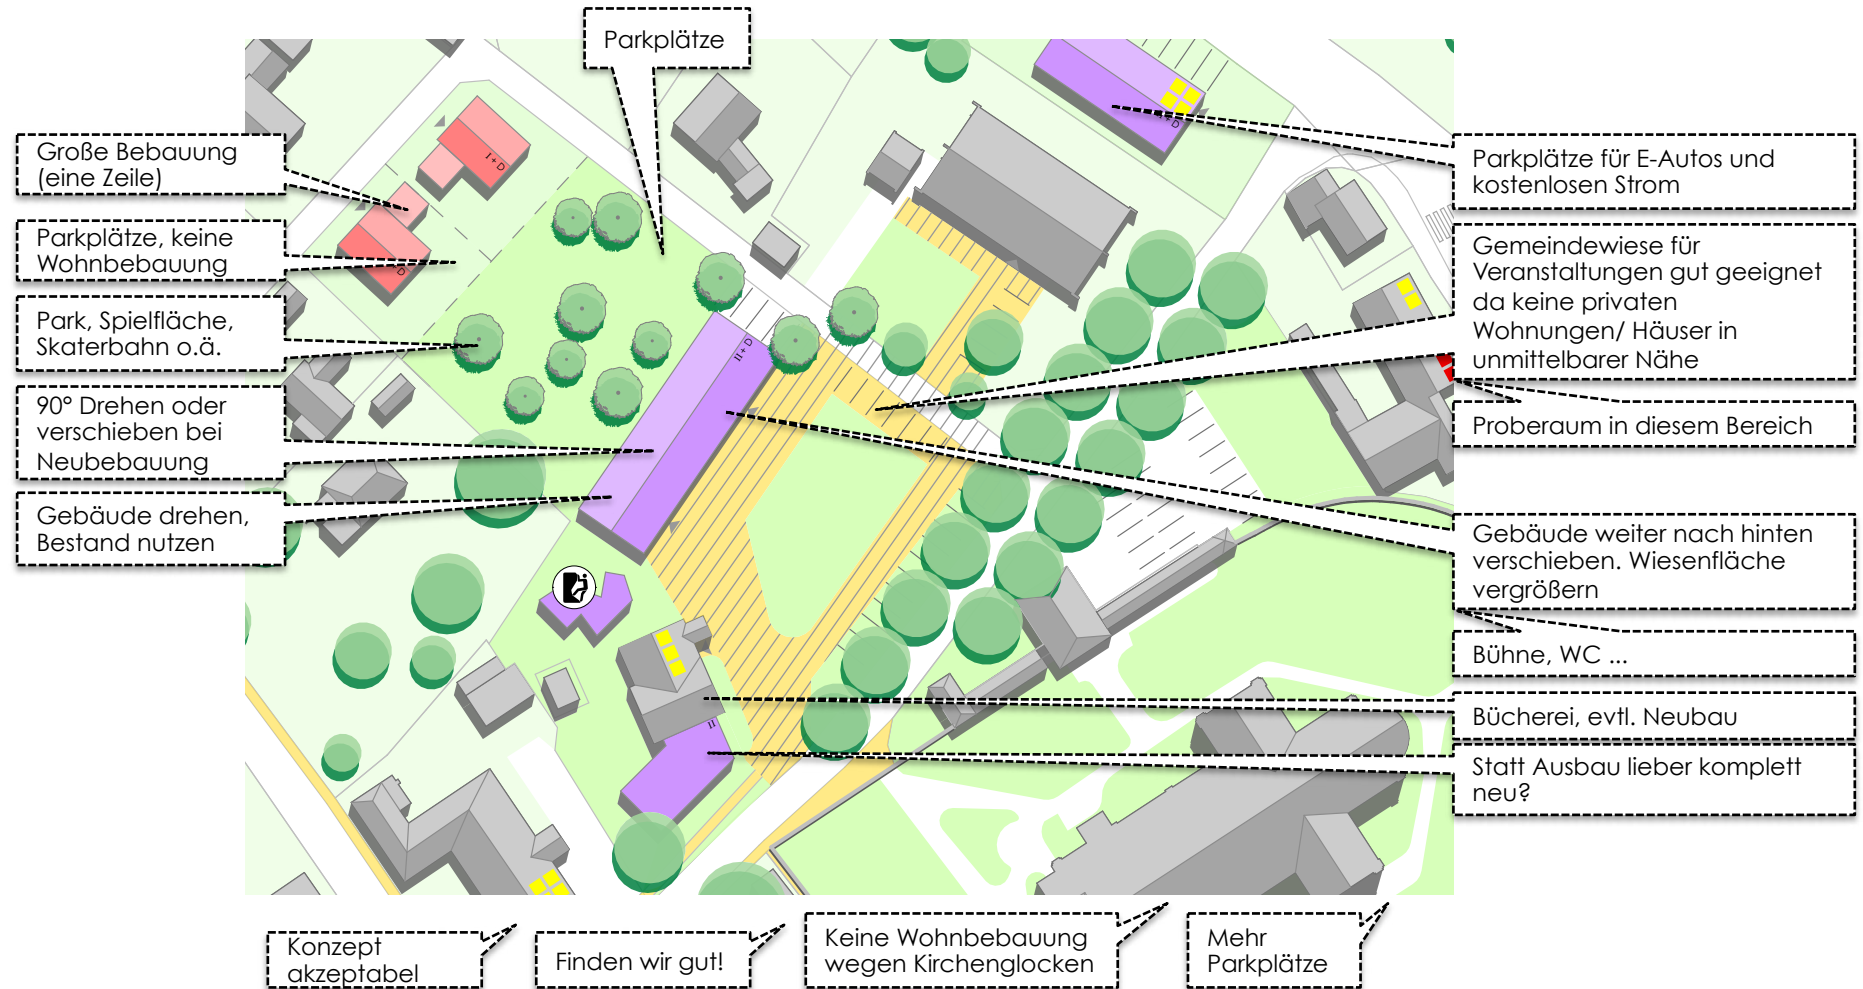 Parkplätze
Große Bebauung
(eine Zeile)
Parkplätze, keine
Wohnbebauung
Park, Spielfläche,
Skaterbahn o.ä.
90° Drehen oder
verschieben bei
Neubebauung
Gebäude drehen,
Bestand nutzen
Parkplätze für E-Autos und
kostenlosen Strom
Gemeindewiese für
Veranstaltungen gut geeignet
da keine privaten
Wohnungen/ Häuser in
unmittelbarer Nähe
Proberaum in diesem Bereich
Gebäude weiter nach hinten
verschieben. Wiesenfläche
vergrößern
Bühne, WC ...
Bücherei, evtl. Neubau
Statt Ausbau lieber komplett
neu?
I + D
II + D
II
Konzept
akzeptabel
Finden wir gut!
Keine Wohnbebauung
wegen Kirchenglocken
Mehr
Parkplätze